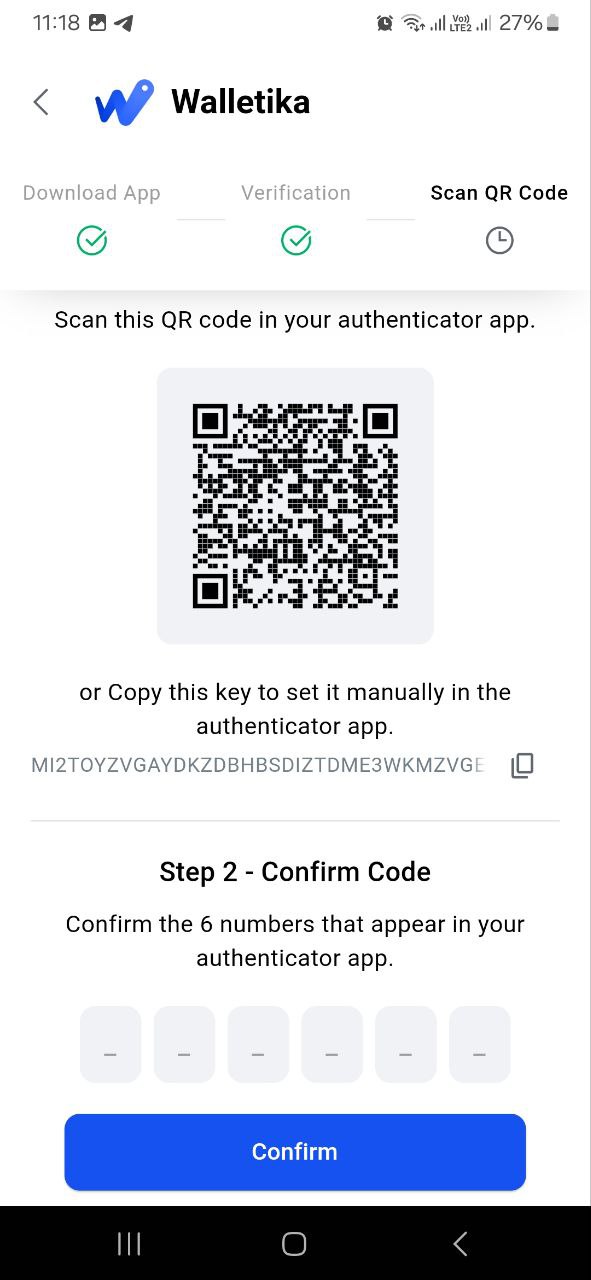 11:18 Vo)) LTE2 27%
Walletika
Download App Verification Scan QR Code
Scan this QR code in your authenticator app.
or Copy this key to set it manually in the
authenticator app.
MI2TOYZVGAYDKZDBHBSDIZTDME3WKMZVGE
Step 2 - Confirm Code
Confirm the 6 numbers that appear in your
authenticator app.
_ _ _ _ _ _
Confirm